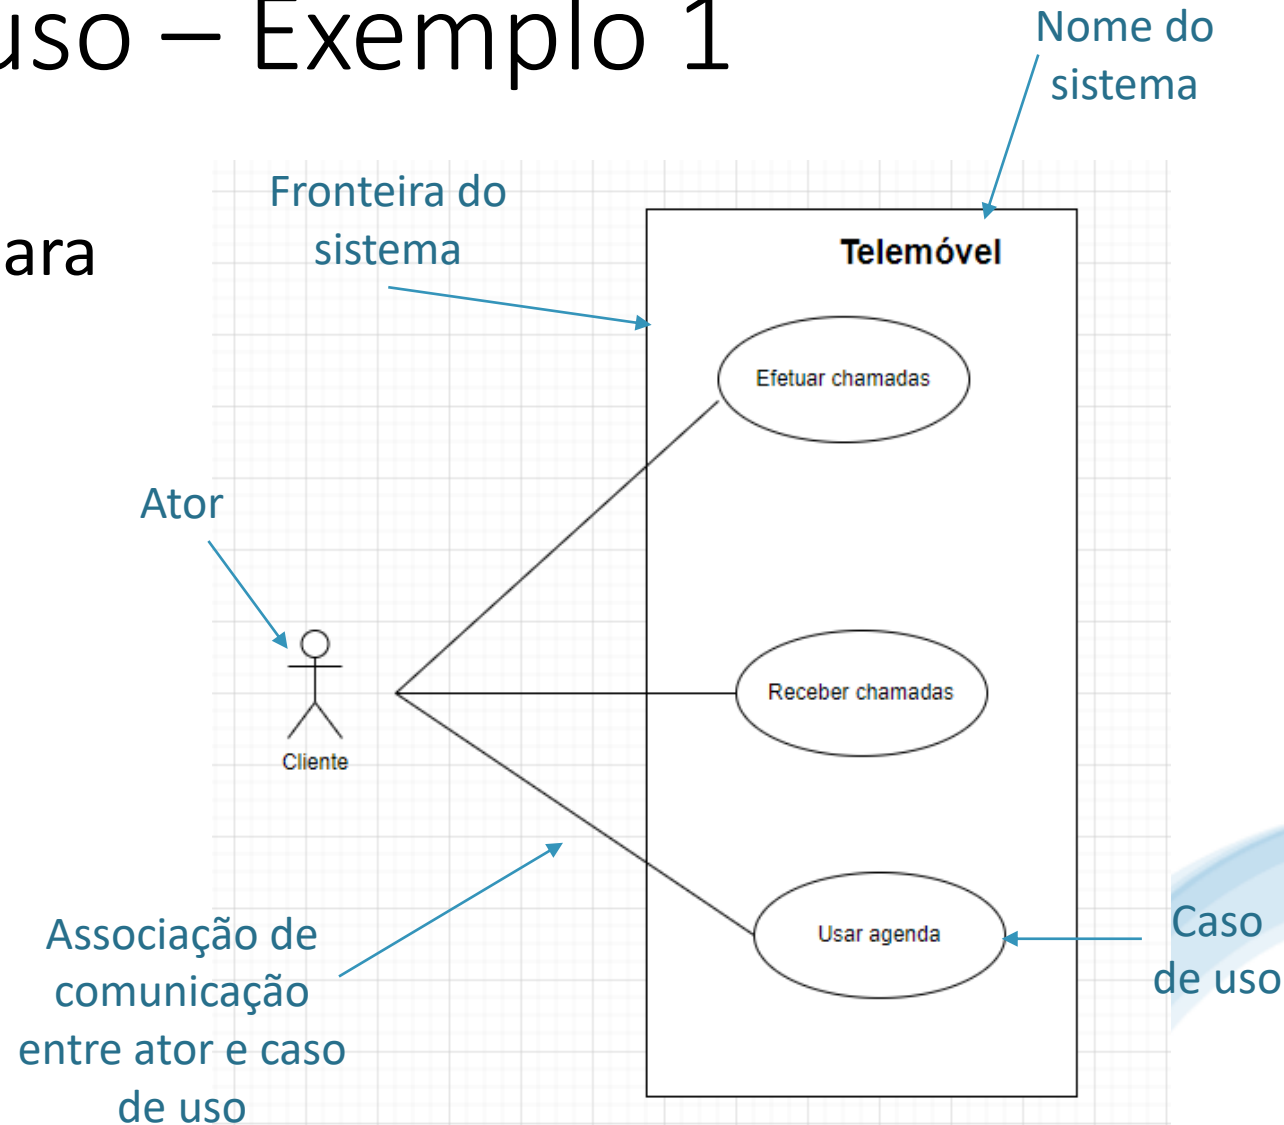 uso – Exemplo 1
Nome do
sistema
Fronteira do
sistema
ara
Telemóvel
Efetuar chamadas
Ator
Receber chamadas
Cliente
Usar agenda
Caso
de uso
Associação de
comunicação
entre ator e caso
de uso